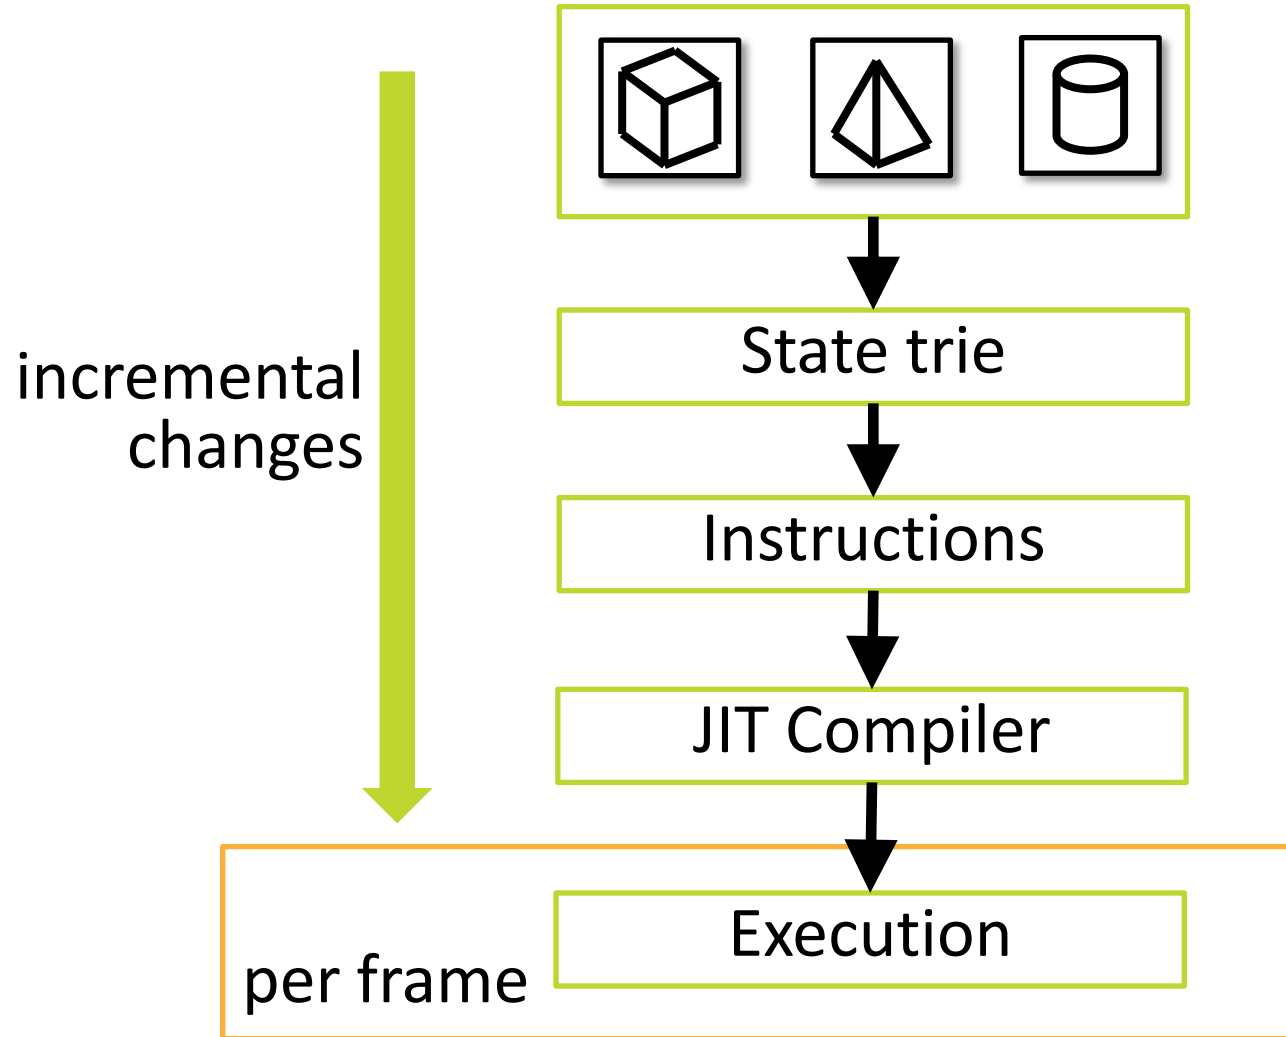 State trie
incremental
changes
Instructions
JIT Compiler
Execution
per frame